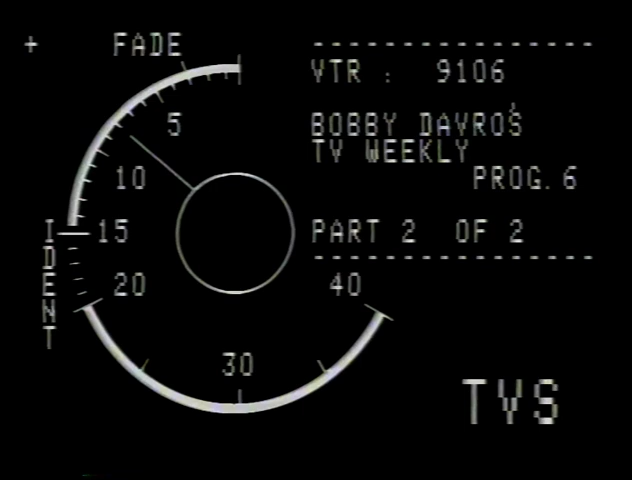 + FADE
VTR : 9106
5
BOBBY DAVRO'S
TV WEEKLY
10
PROG. 6
IDENT
15
PART 2 OF 2
20
40
30
TVS